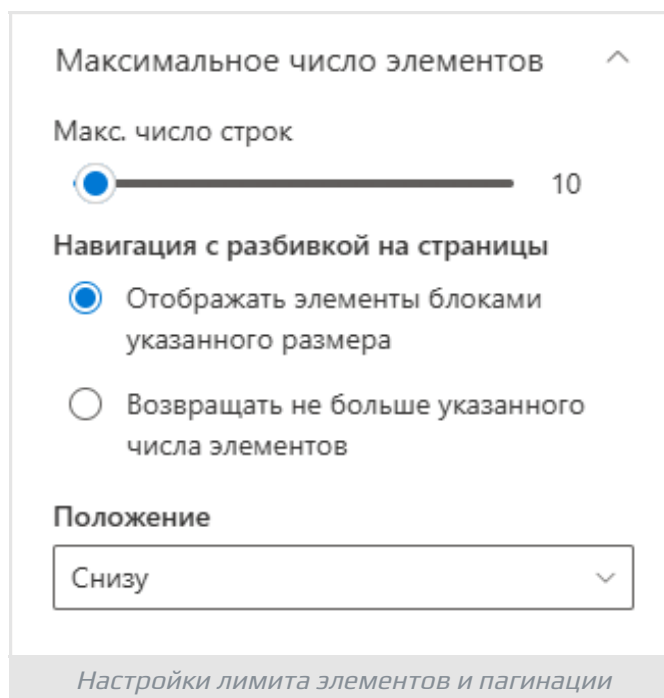 Максимальное число элементов
Макс. число строк
10
Навигация с разбивкой на страницы
Отображать элементы блоками
указанного размера
Возвращать не больше указанного
числа элементов
Положение
Снизу
Настройки лимита элементов и пагинации